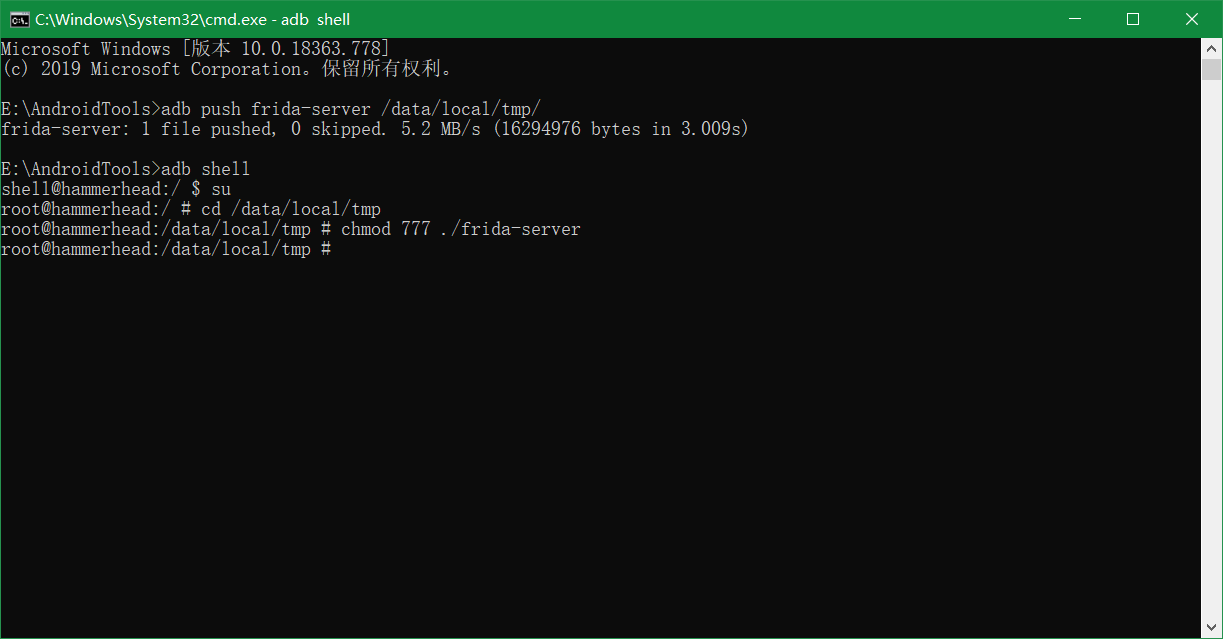 C:\Windows\System32\cmd.exe - adb  shell
Microsoft Windows [版本 10.0.18363.778]
(c) 2019 Microsoft Corporation。保留所有权利。
E:\AndroidTools>adb push frida-server /data/local/tmp/
frida-server: 1 file pushed, 0 skipped. 5.2 MB/s (16294976 bytes in 3.009s)
E:\AndroidTools>adb shell
shell@hammerhead:/ $ su
root@hammerhead:/ # cd /data/local/tmp
root@hammerhead:/data/local/tmp # chmod 777 ./frida-server
root@hammerhead:/data/local/tmp #